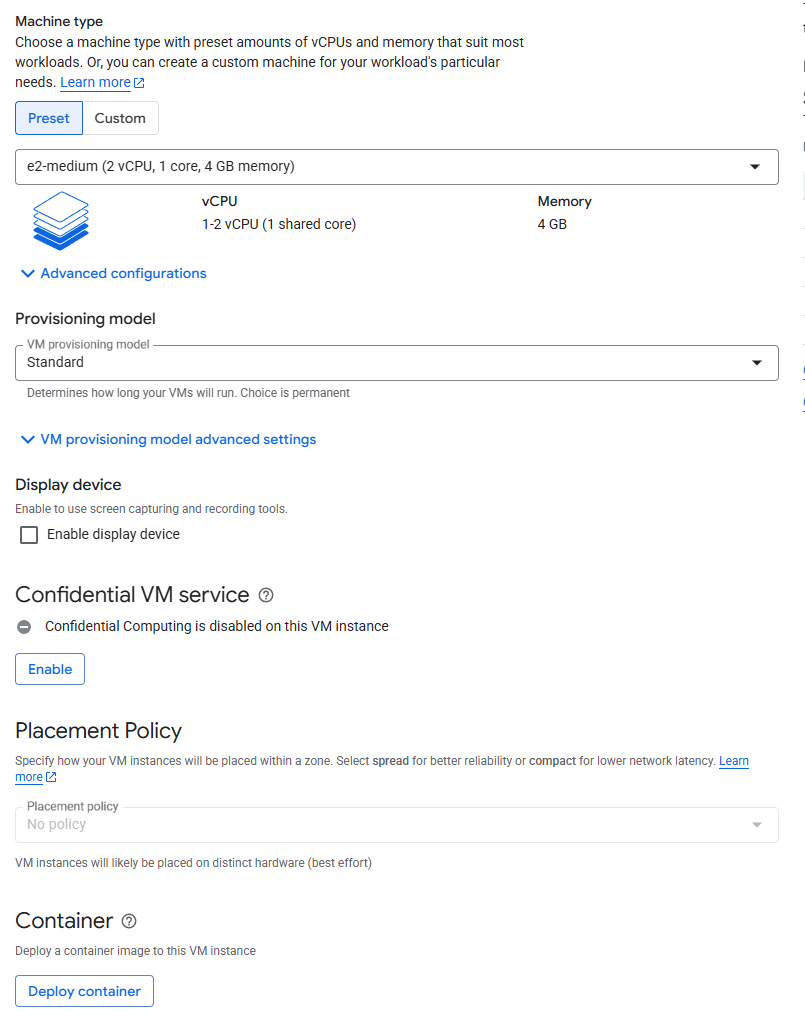 Machine type
Choose a machine type with preset amounts of vCPUs and memory that suit most
workloads. Or, you can create a custom machine for your workload's particular
needs. Learn more
Preset Custom
e2-medium (2 vCPU, 1 core, 4 GB memory)
vCPU Memory
1-2 vCPU (1 shared core) 4 GB
Advanced configurations
Provisioning model
VM provisioning model
Standard
Determines how long your VMs will run. Choice is permanent
VM provisioning model advanced settings
Display device
Enable to use screen capturing and recording tools.
Enable display device
Confidential VM service
Confidential Computing is disabled on this VM instance
Enable
Placement Policy
Specify how your VM instances will be placed within a zone. Select spread for better reliability or compact for lower network latency. Learn
more
Placement policy
No policy
VM instances will likely be placed on distinct hardware (best effort)
Container
Deploy a container image to this VM instance
Deploy container